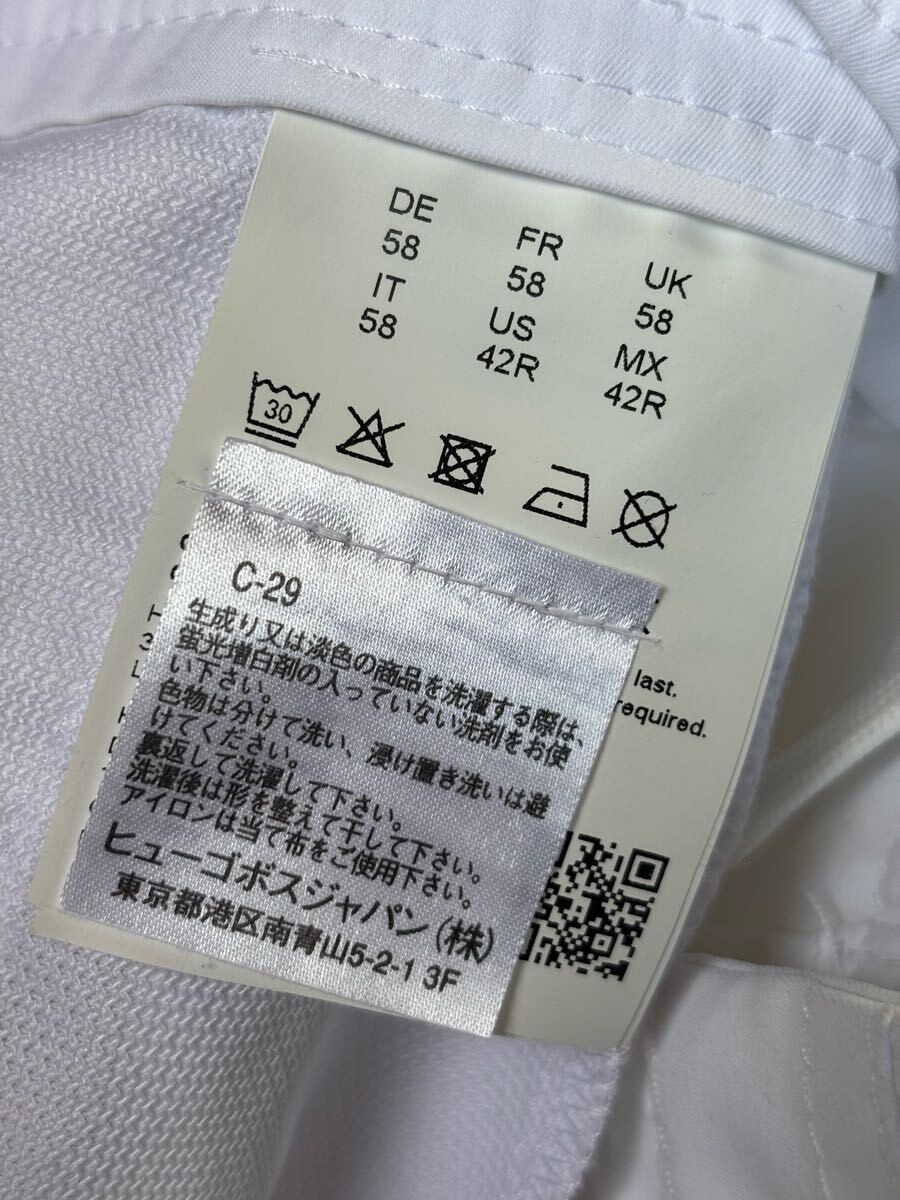 DE
58
FR
58
UK
58
IT
58
US
42R
MX
42R
30
C-29
生成り又は淡色の商品を洗濯する際は、
蛍光増白剤の入っていない洗剤をお使
い下さい。
色物は分けて洗い、浸け置き洗いは避
けてください。
裏返して洗濯して下さい。
洗濯後は形を整えて干して下さい。
アイロンは当て布をご使用下さい。
ヒューゴボスジャパン(株)
東京都港区南青山5-2-1 3F
last.
required.